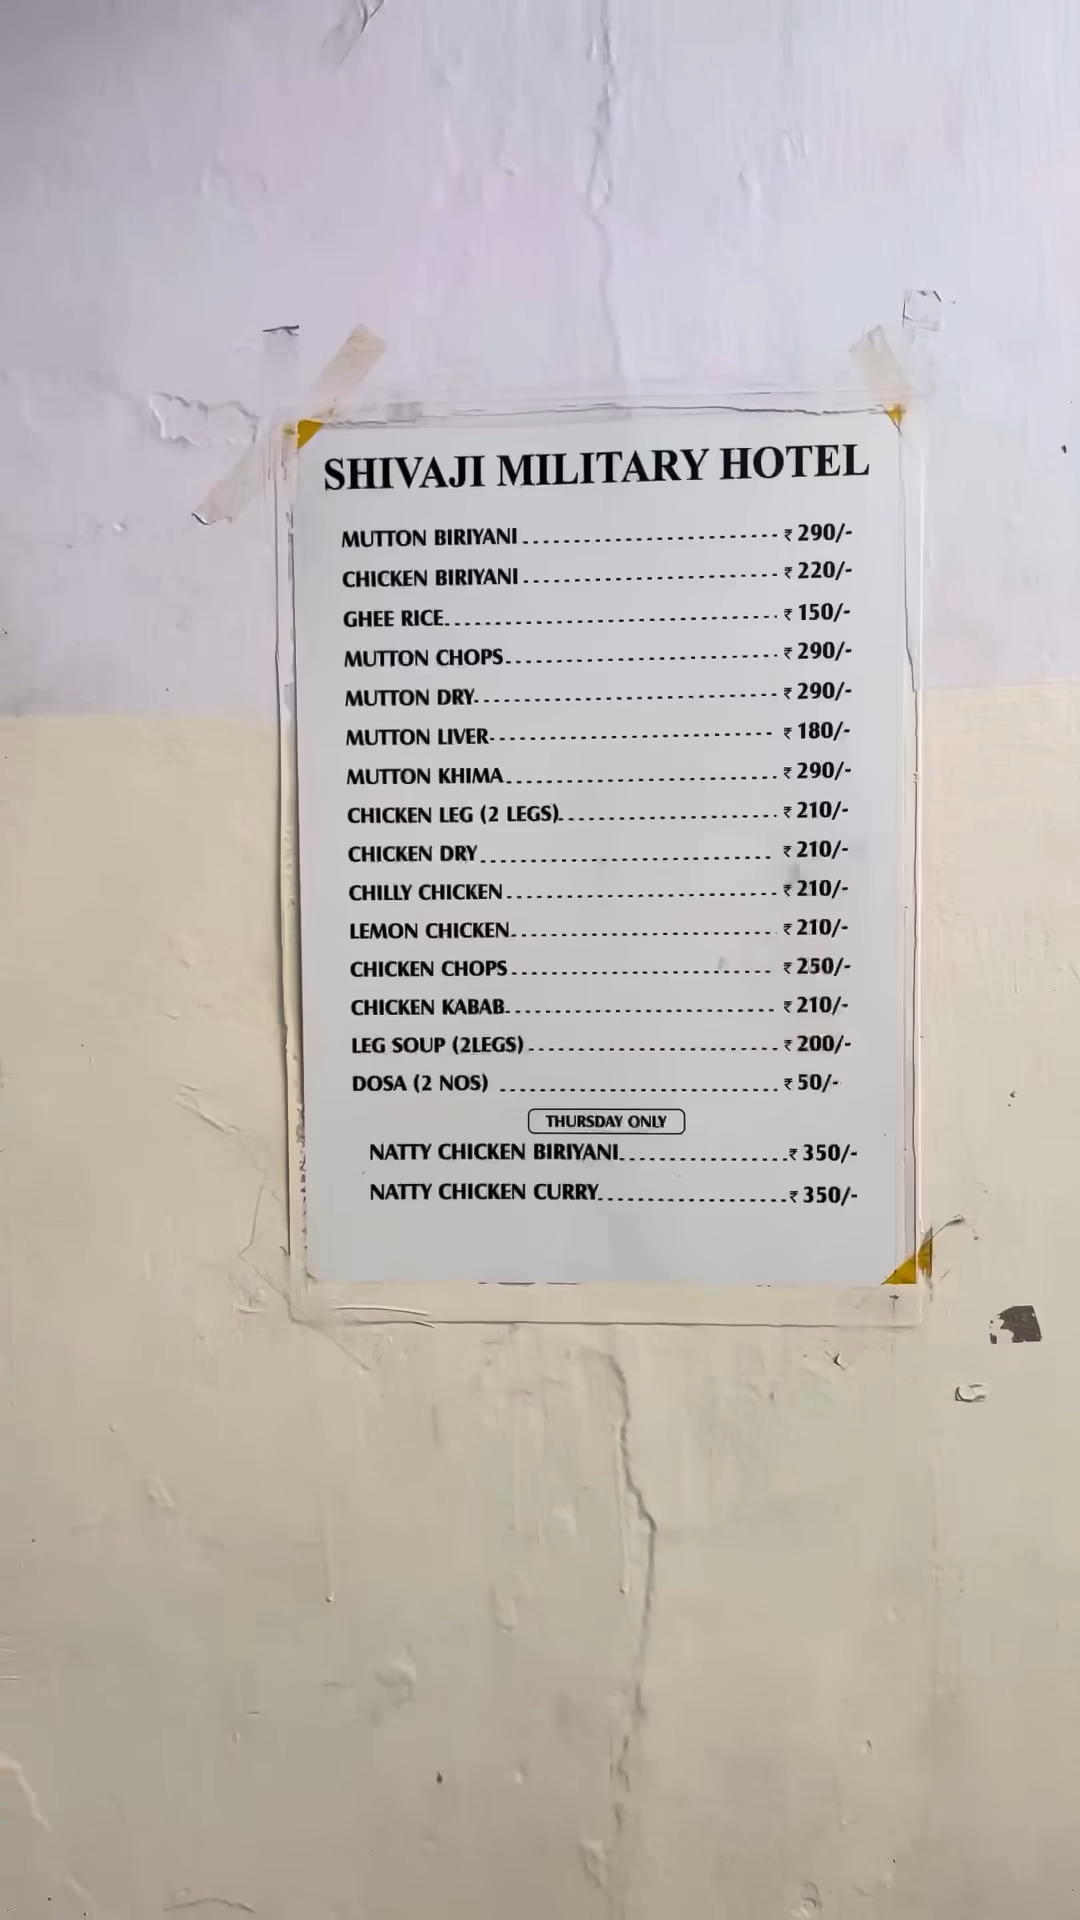 SHIVAJI MILITARY HOTEL
MUTTON BIRIYANI ₹ 290/-
CHICKEN BIRIYANI ₹ 220/-
GHEE RICE ₹ 150/-
MUTTON CHOPS ₹ 290/-
MUTTON DRY ₹ 290/-
MUTTON LIVER ₹ 180/-
MUTTON KHIMA ₹ 290/-
CHICKEN LEG (2 LEGS) ₹ 210/-
CHICKEN DRY ₹ 210/-
CHILLY CHICKEN ₹ 210/-
LEMON CHICKEN ₹ 210/-
CHICKEN CHOPS ₹ 250/-
CHICKEN KABAB ₹ 210/-
LEG SOUP (2LEGS) ₹ 200/-
DOSA (2 NOS) ₹ 50/-
THURSDAY ONLY
NATTY CHICKEN BIRIYANI ₹ 350/-
NATTY CHICKEN CURRY ₹ 350/-